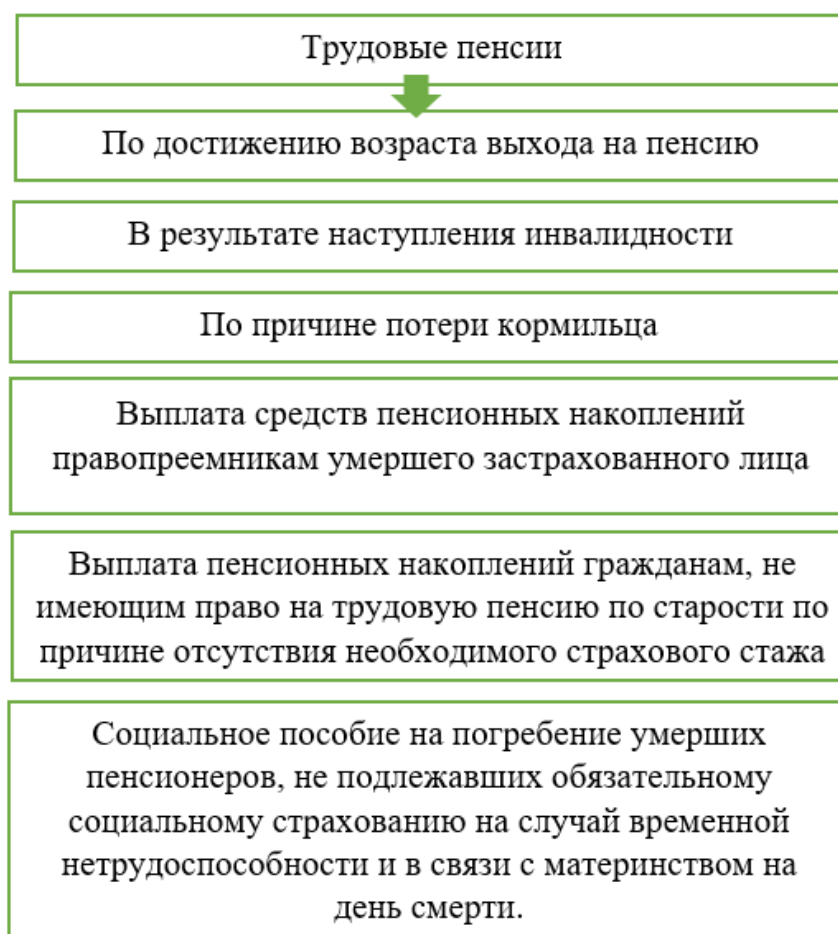 Трудовые пенсии
По достижению возраста выхода на пенсию
В результате наступления инвалидности
По причине потери кормильца
Выплата средств пенсионных накоплений
правопреемникам умершего застрахованного лица
Выплата пенсионных накоплений гражданам, не
имеющим право на трудовую пенсию по старости по
причине отсутствия необходимого страхового стажа
Социальное пособие на погребение умерших
пенсионеров, не подлежавших обязательному
социальному страхованию на случай временной
нетрудоспособности и в связи с материнством на
день смерти.